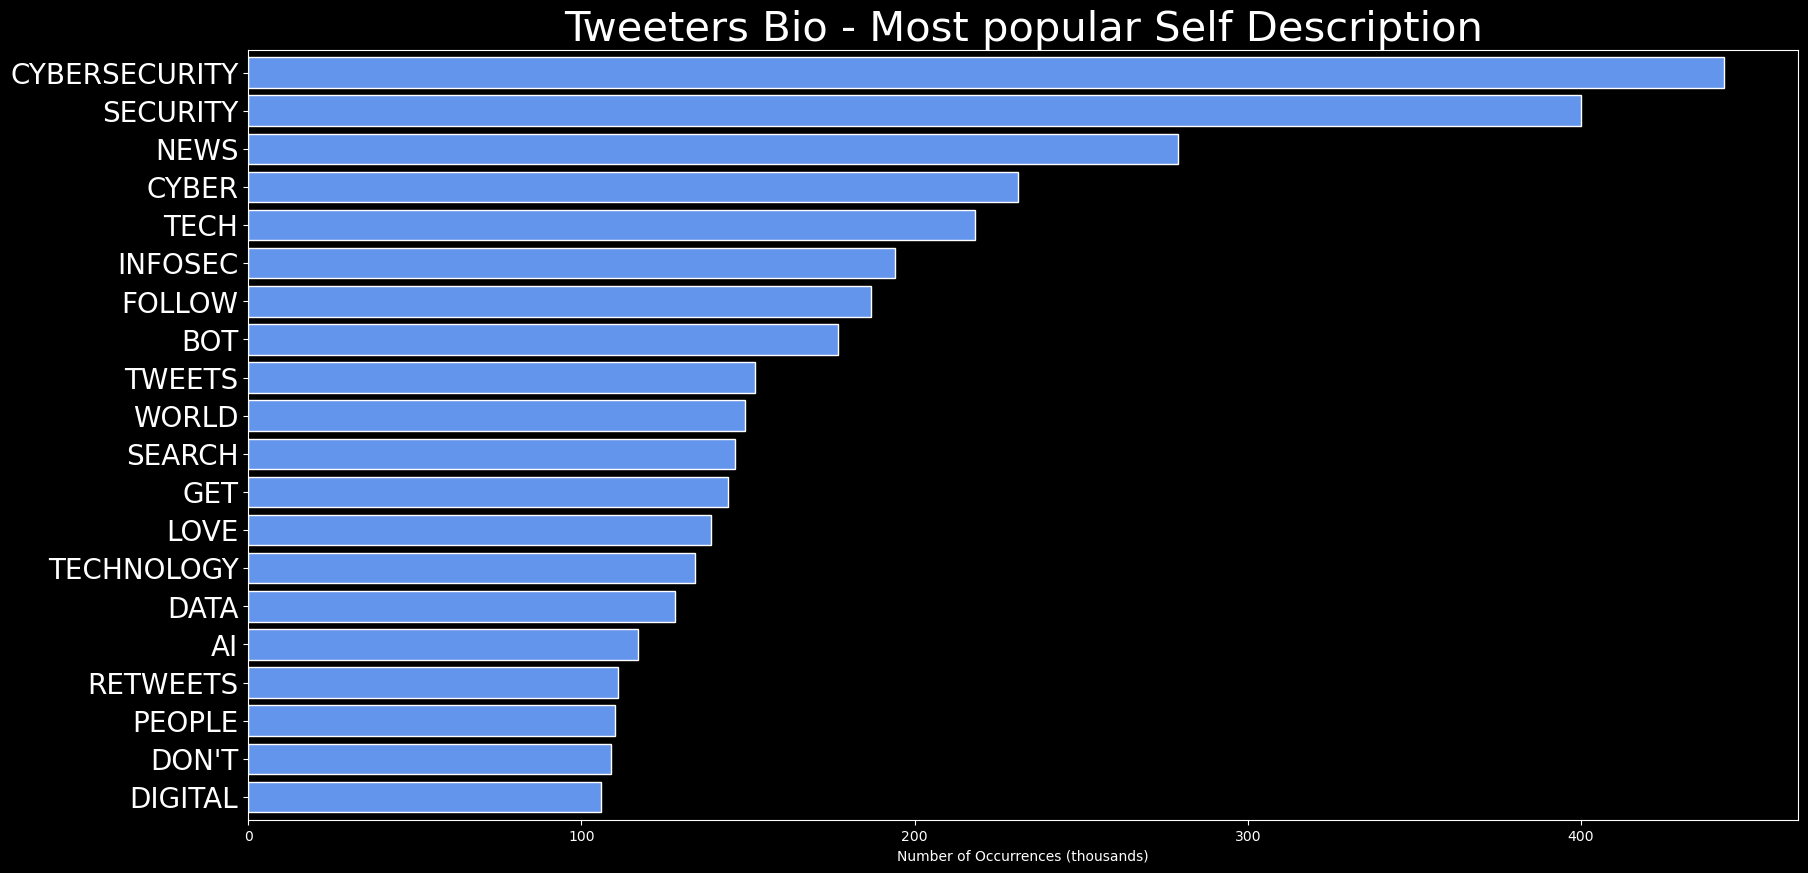 Tweeters Bio - Most popular Self Description
CYBERSECURITY
SECURITY
NEWS
CYBER
TECH
INFOSEC
FOLLOW
BOT
TWEETS
WORLD
SEARCH
GET
LOVE
TECHNOLOGY
DATA
AI
RETWEETS
PEOPLE
DON'T
DIGITAL
0 100 200 300 400
Number of Occurrences (thousands)